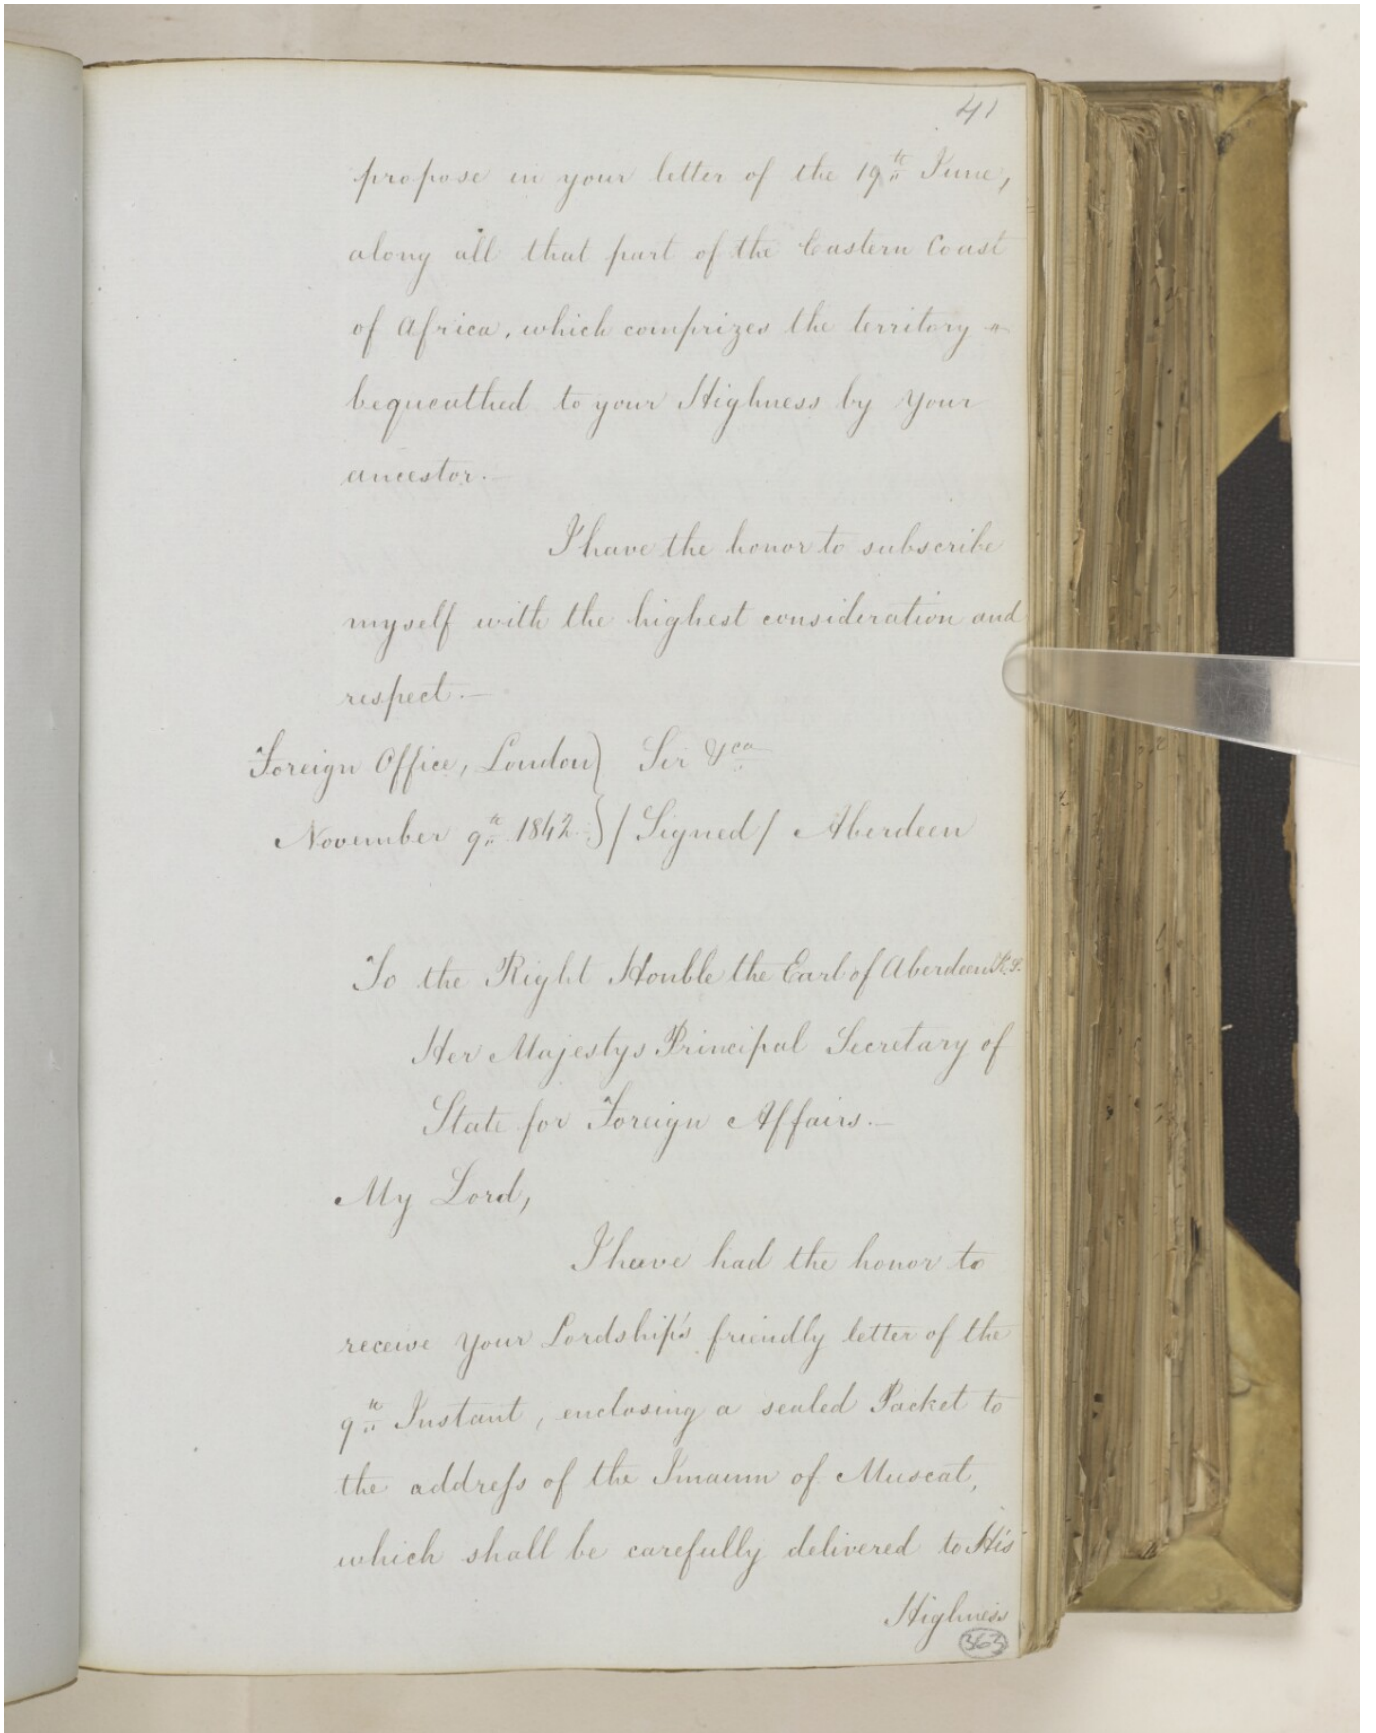 41
propose in your letter of the 19th June,
along all that part of the Eastern Coast
of Africa, which comprizes the territory "
bequeathed to your Highness by your
ancestor.—
I have the honor to subscribe
myself with the highest consideration and
respect.—
Foreign Office, London} Sir &ca
November 9th 1842.} /Signed/ Aberdeen
To the Right Honble the Earl of Aberdeen K.T.
Her Majestys Principal Secretary of
State for Foreign Affairs.—
My Lord,
I have had the honor to
receive your Lordship's friendly letter of the
9th Instant, enclosing a sealed Packet to
the addreſs of the Imaum of Muscat,
which shall be carefully delivered to His
Highness
363